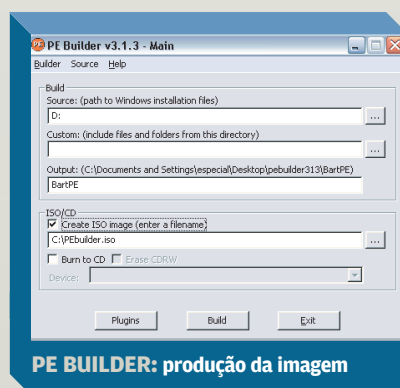 PE Builder v3.1.3 - Main
Builder Source Help
Build
Source: (path to Windows installation files)
D:
...
Custom: (include files and folders from this directory)
...
Output: (C:\Documents and Settings\especial\Desktop\pebuilder313\BartPE)
BartPE
ISO/CD
Create ISO image (enter a filename)
C:\PEbuilder.iso
...
Burn to CD Erase CDRW
Device:
Plugins Build Exit
PE BUILDER: produção da imagem